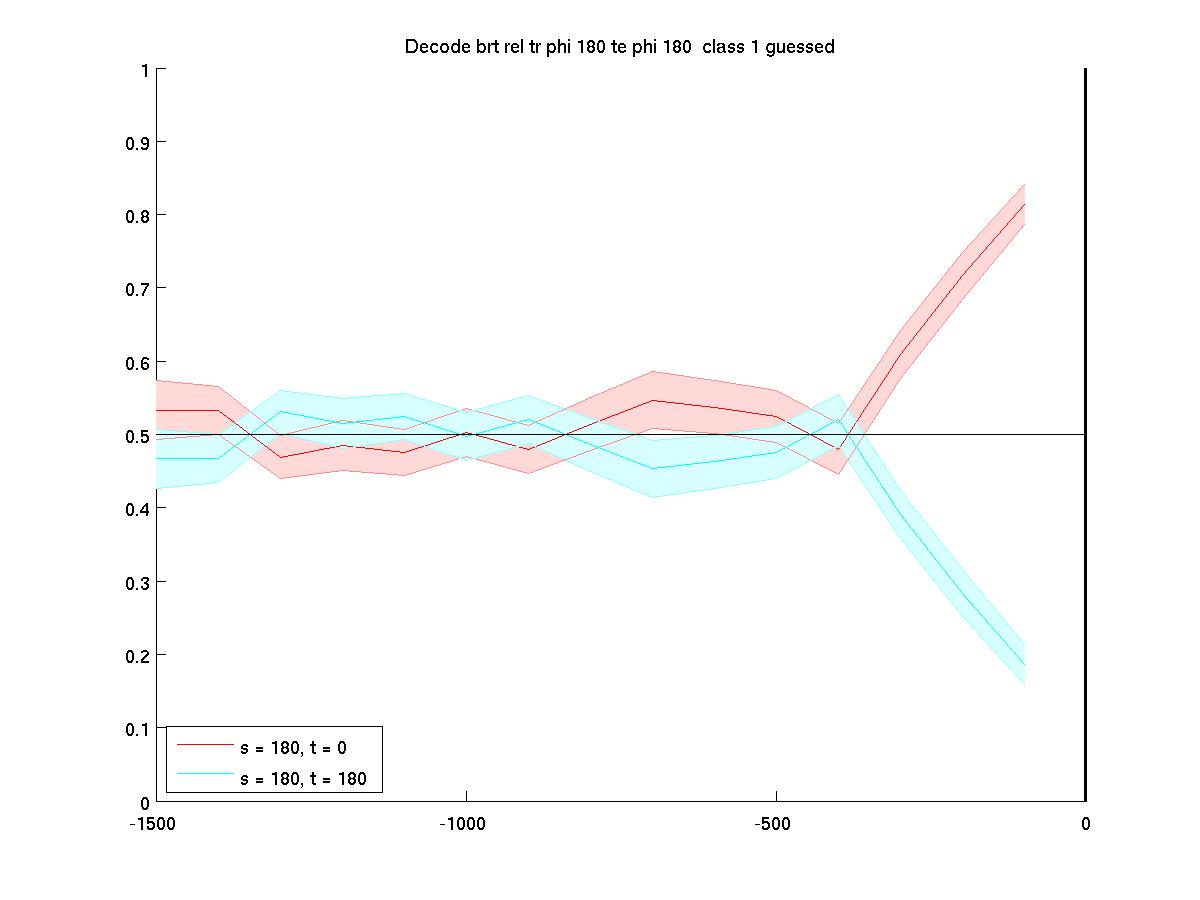 Decode brt rel tr phi 180 te phi 180  class 1 guessed
1
0.9
0.8
0.7
0.6
0.5
0.4
0.3
0.2
0.1
0
s = 180, t = 0
s = 180, t = 180
-1500 -1000 -500 0